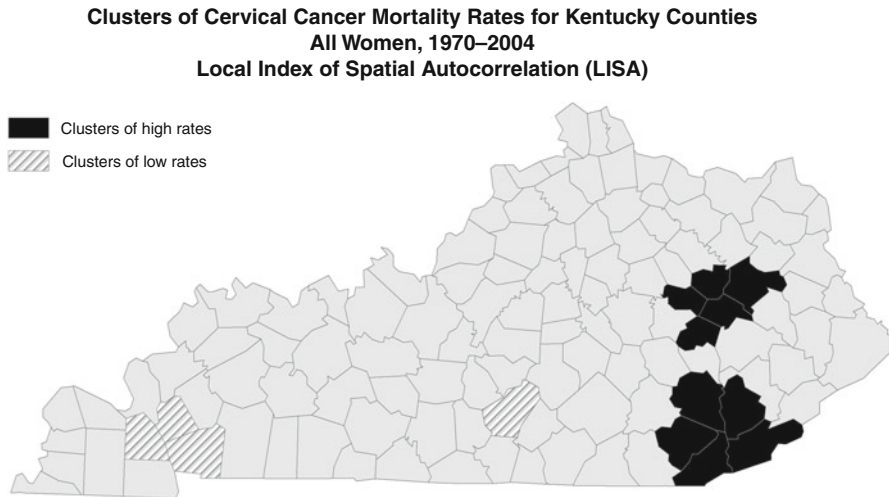 Clusters of Cervical Cancer Mortality Rates for Kentucky Counties
All Women, 1970–2004
Local Index of Spatial Autocorrelation (LISA)
Clusters of high rates
Clusters of low rates